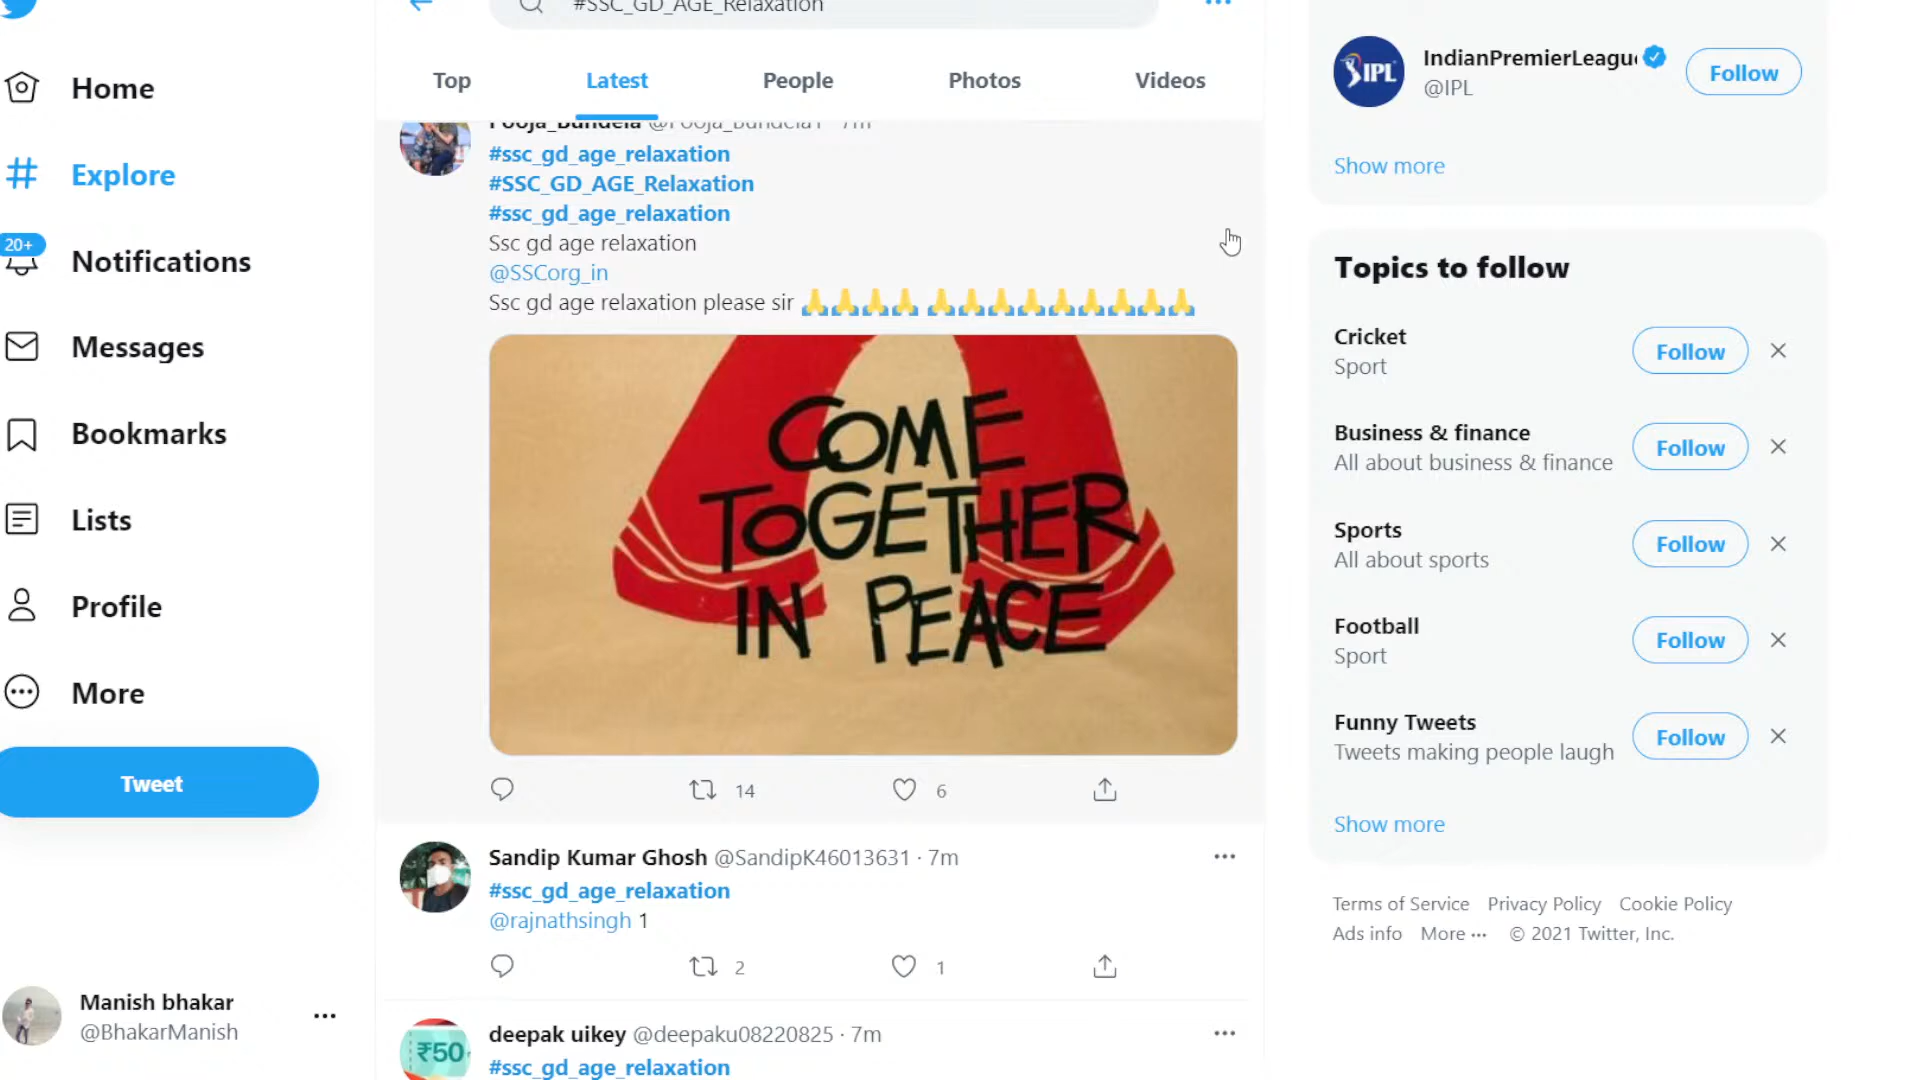 #SSC_GD_AGE_Relaxation
Top Latest People Photos Videos
Home
Explore
20+
Notifications
Messages
Bookmarks
Lists
Profile
More
Tweet
Manish bhakar
@BhakarManish
Pooja_Bundela @Pooja_Bundela1 · 7m
#ssc_gd_age_relaxation
#SSC_GD_AGE_Relaxation
#ssc_gd_age_relaxation
Ssc gd age relaxation
@SSCorg_in
Ssc gd age relaxation please sir 🙏🙏🙏🙏 🙏🙏🙏🙏🙏🙏🙏🙏🙏
COME
TOGETHER
IN PEACE
14 6
Sandip Kumar Ghosh @SandipK46013631 · 7m
#ssc_gd_age_relaxation
@rajnathsingh 1
2 1
₹50
deepak uikey @deepaku08220825 · 7m
#ssc_gd_age_relaxation
IPL
IndianPremierLeagu
@IPL
Follow
Show more
Topics to follow
Cricket
Sport
Follow
Business & finance
All about business & finance
Follow
Sports
All about sports
Follow
Football
Sport
Follow
Funny Tweets
Tweets making people laugh
Follow
Show more
Terms of Service Privacy Policy Cookie Policy
Ads info More ··· © 2021 Twitter, Inc.